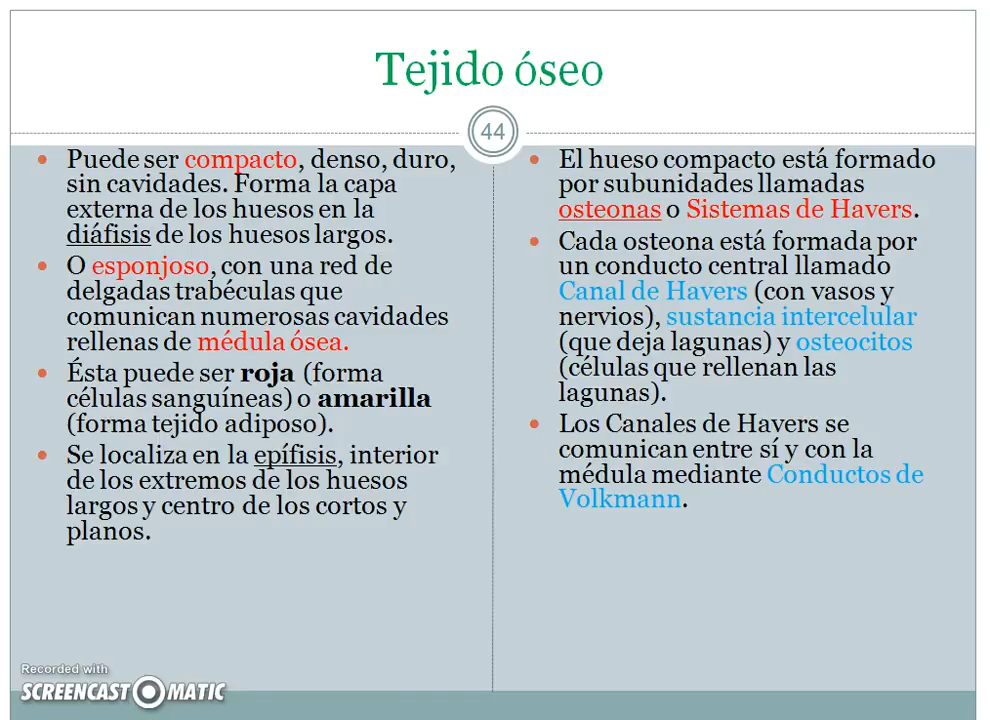 Tejido óseo
44
Puede ser compacto, denso, duro,
sin cavidades. Forma la capa
externa de los huesos en la
diáfisis de los huesos largos.
O esponjoso, con una red de
delgadas trabéculas que
comunican numerosas cavidades
rellenas de médula ósea.
Ésta puede ser roja (forma
células sanguíneas) o amarilla
(forma tejido adiposo).
Se localiza en la epífisis, interior
de los extremos de los huesos
largos y centro de los cortos y
planos.
El hueso compacto está formado
por subunidades llamadas
osteonas o Sistemas de Havers.
Cada osteona está formada por
un conducto central llamado
Canal de Havers (con vasos y
nervios), sustancia intercelular
(que deja lagunas) y osteocitos
(células que rellenan las
lagunas).
Los Canales de Havers se
comunican entre sí y con la
médula mediante Conductos de
Volkmann.
Recorded with
SCREENCAST MATIC